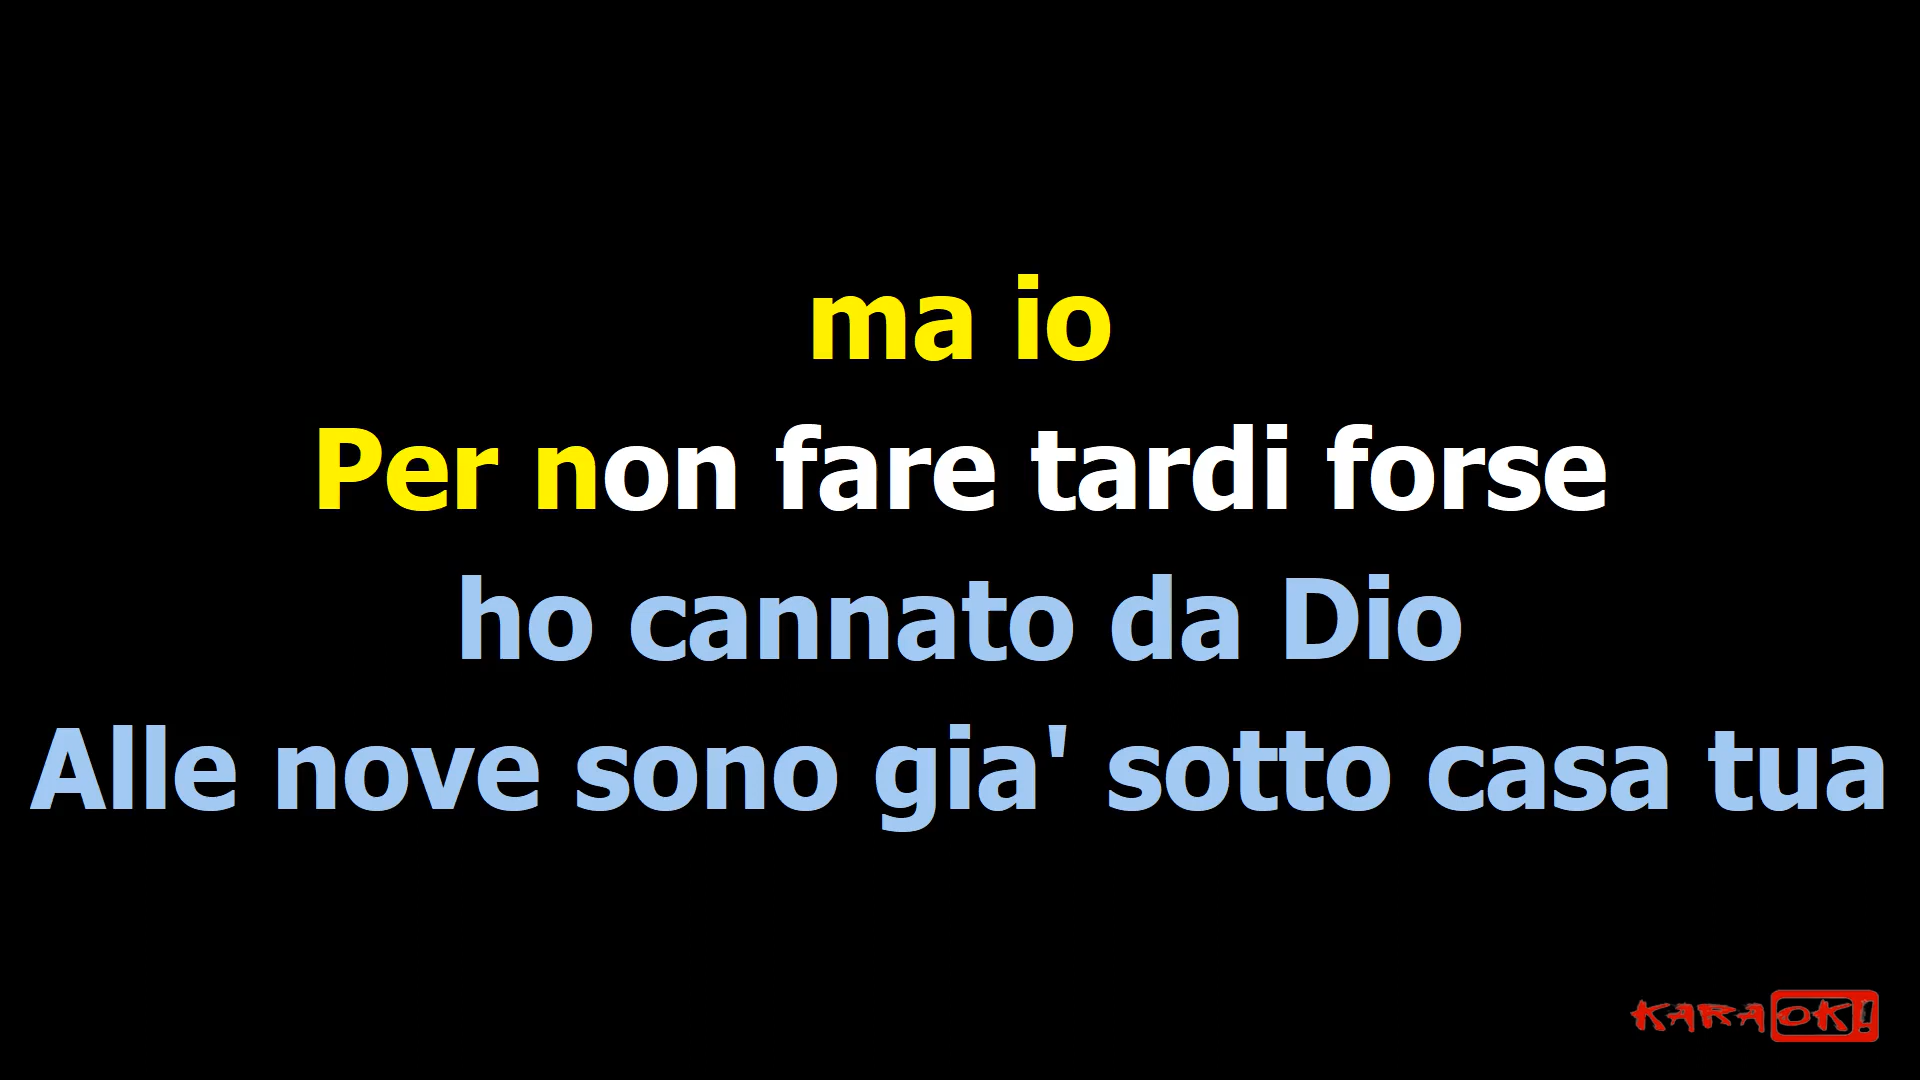 ma io
Per non fare tardi forse
ho cannato da Dio
Alle nove sono gia' sotto casa tua
KARAOK!